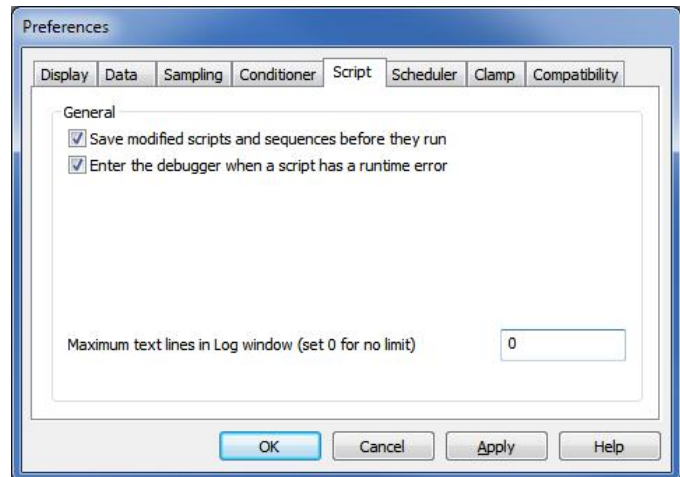 Preferences
Display Data Sampling Conditioner Script Scheduler Clamp Compatibility
General
Save modified scripts and sequences before they run
Enter the debugger when a script has a runtime error
Maximum text lines in Log window (set 0 for no limit) 0
OK Cancel Apply Help